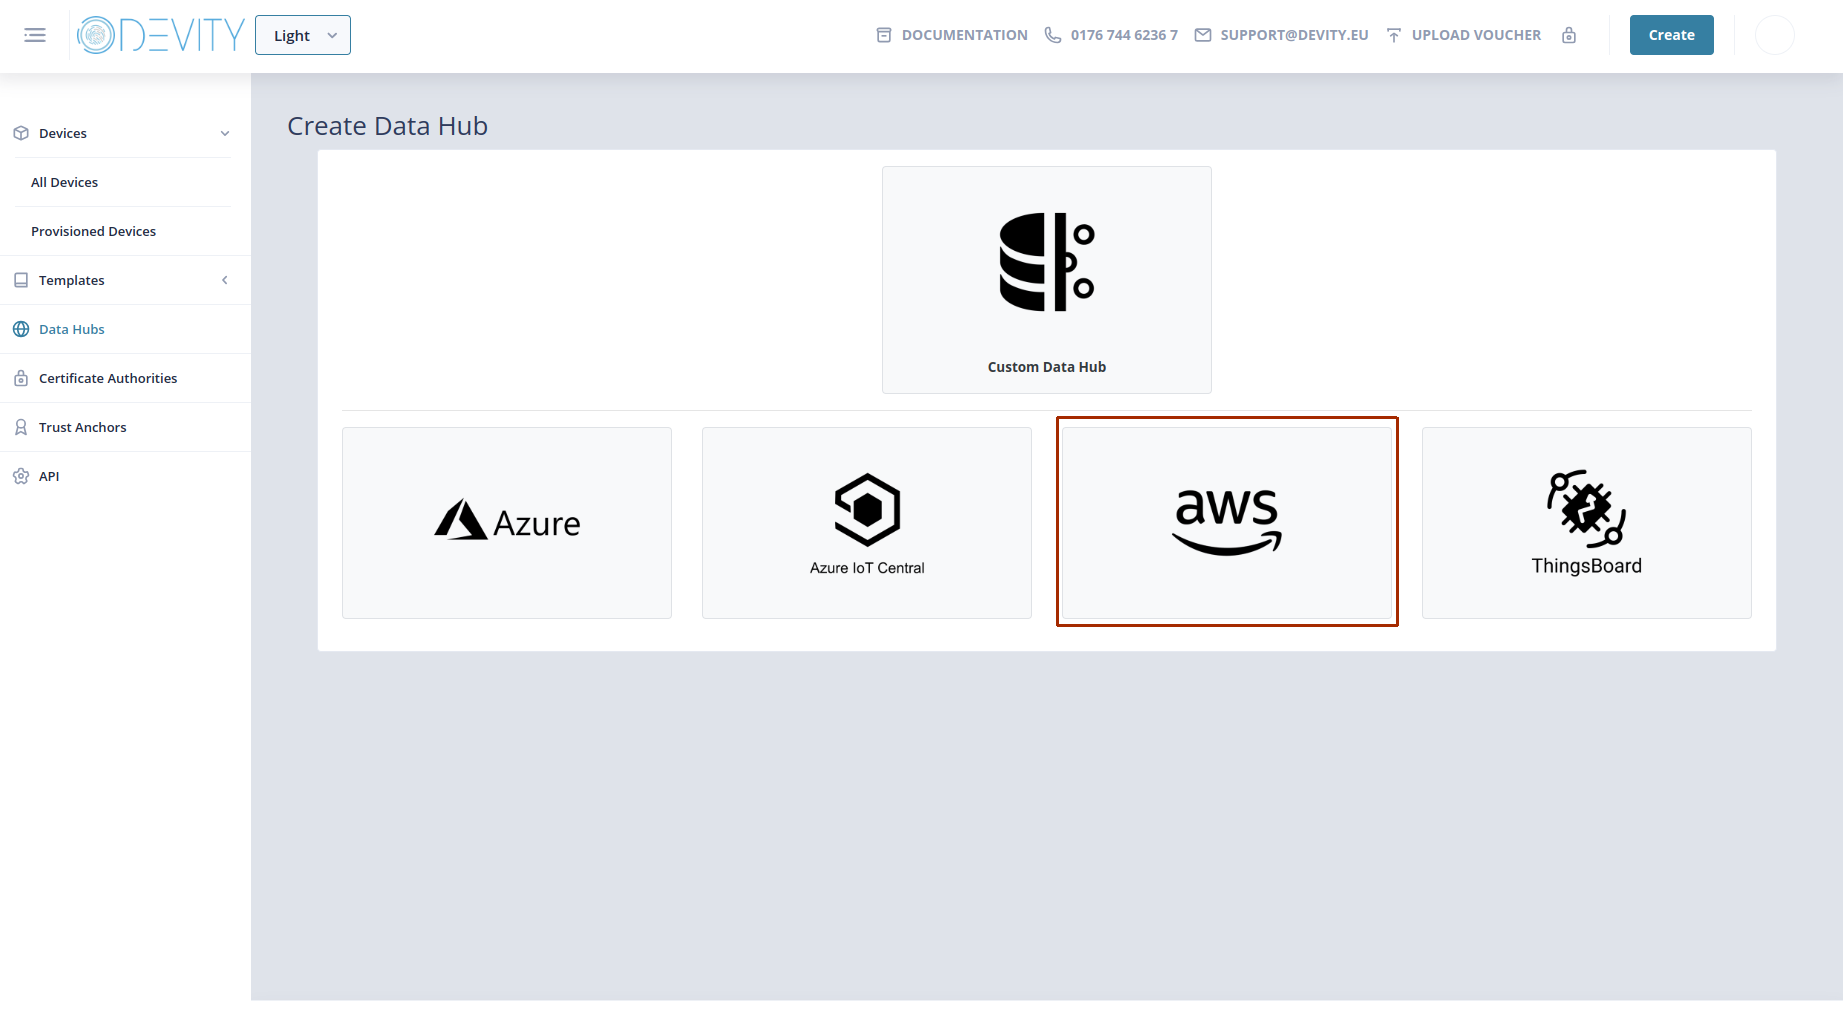 DEVITY
Light
DOCUMENTATION
0176 744 6236 7
SUPPORT@DEVITY.EU
UPLOAD VOUCHER
Create
Devices
All Devices
Provisioned Devices
Templates
Data Hubs
Certificate Authorities
Trust Anchors
API
Create Data Hub
Custom Data Hub
Azure
Azure IoT Central
aws
ThingsBoard